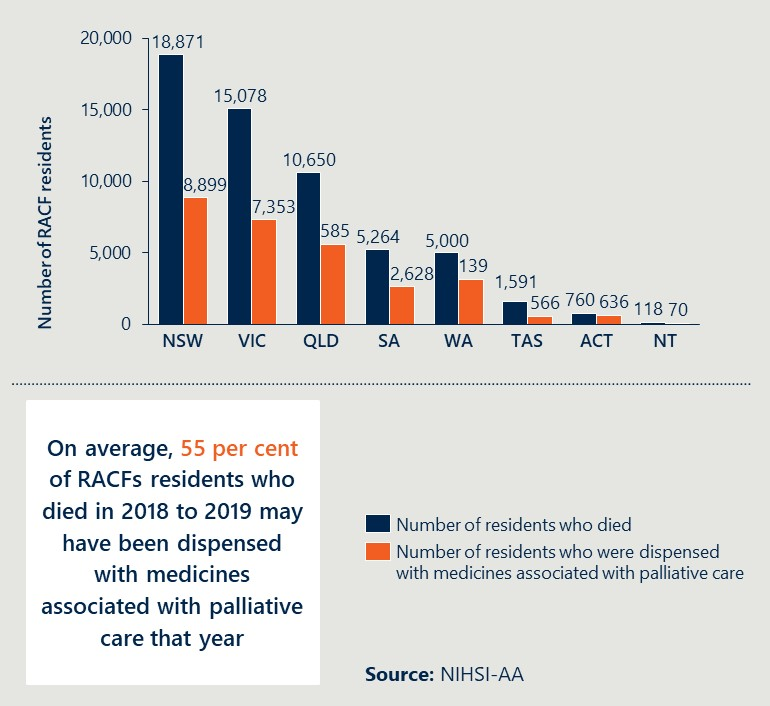 Number of RACF residents
20,000
15,000
10,000
5,000
0
18,871
8,899
15,078
7,353
10,650
585
5,264
2,628
5,000
139
1,591
566
760
636
118
70
NSW
VIC
QLD
SA
WA
TAS
ACT
NT
On average, 55 per cent
of RACFs residents who
died in 2018 to 2019 may
have been dispensed
with medicines
associated with palliative
care that year
Number of residents who died
Number of residents who were dispensed
with medicines associated with palliative care
Source: NIHSI-AA